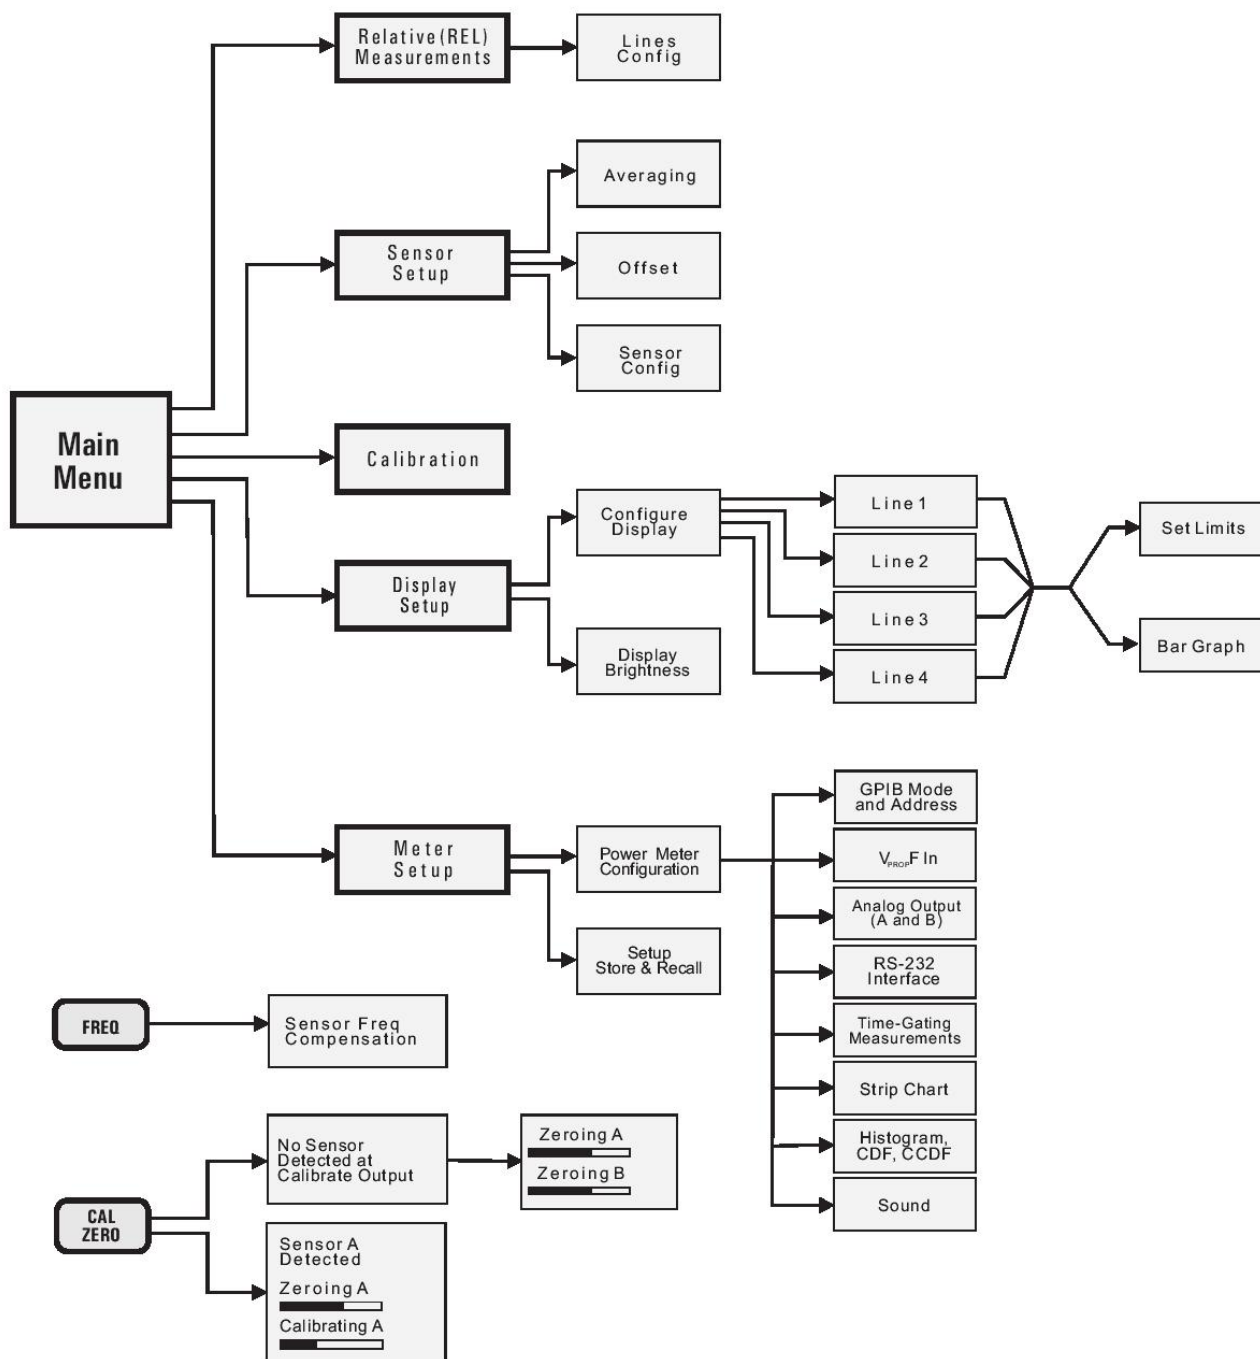 Relative (REL)
Measurements
Lines
Config
Averaging
Sensor
Setup
Offset
Sensor
Config
Main
Menu
Calibration
Configure
Display
Line 1
Line 2
Line 3
Line 4
Set Limits
Bar Graph
Display
Setup
Display
Brightness
Meter
Setup
Power Meter
Configuration
Setup
Store & Recall
GPIB Mode
and Address
VPROPF In
Analog Output
(A and B)
RS-232
Interface
Time-Gating
Measurements
Strip Chart
Histogram,
CDF, CCDF
Sound
FREQ
Sensor Freq
Compensation
CAL
ZERO
No Sensor
Detected at
Calibrate Output
Zeroing A
Zeroing B
Sensor A
Detected
Zeroing A
Calibrating A